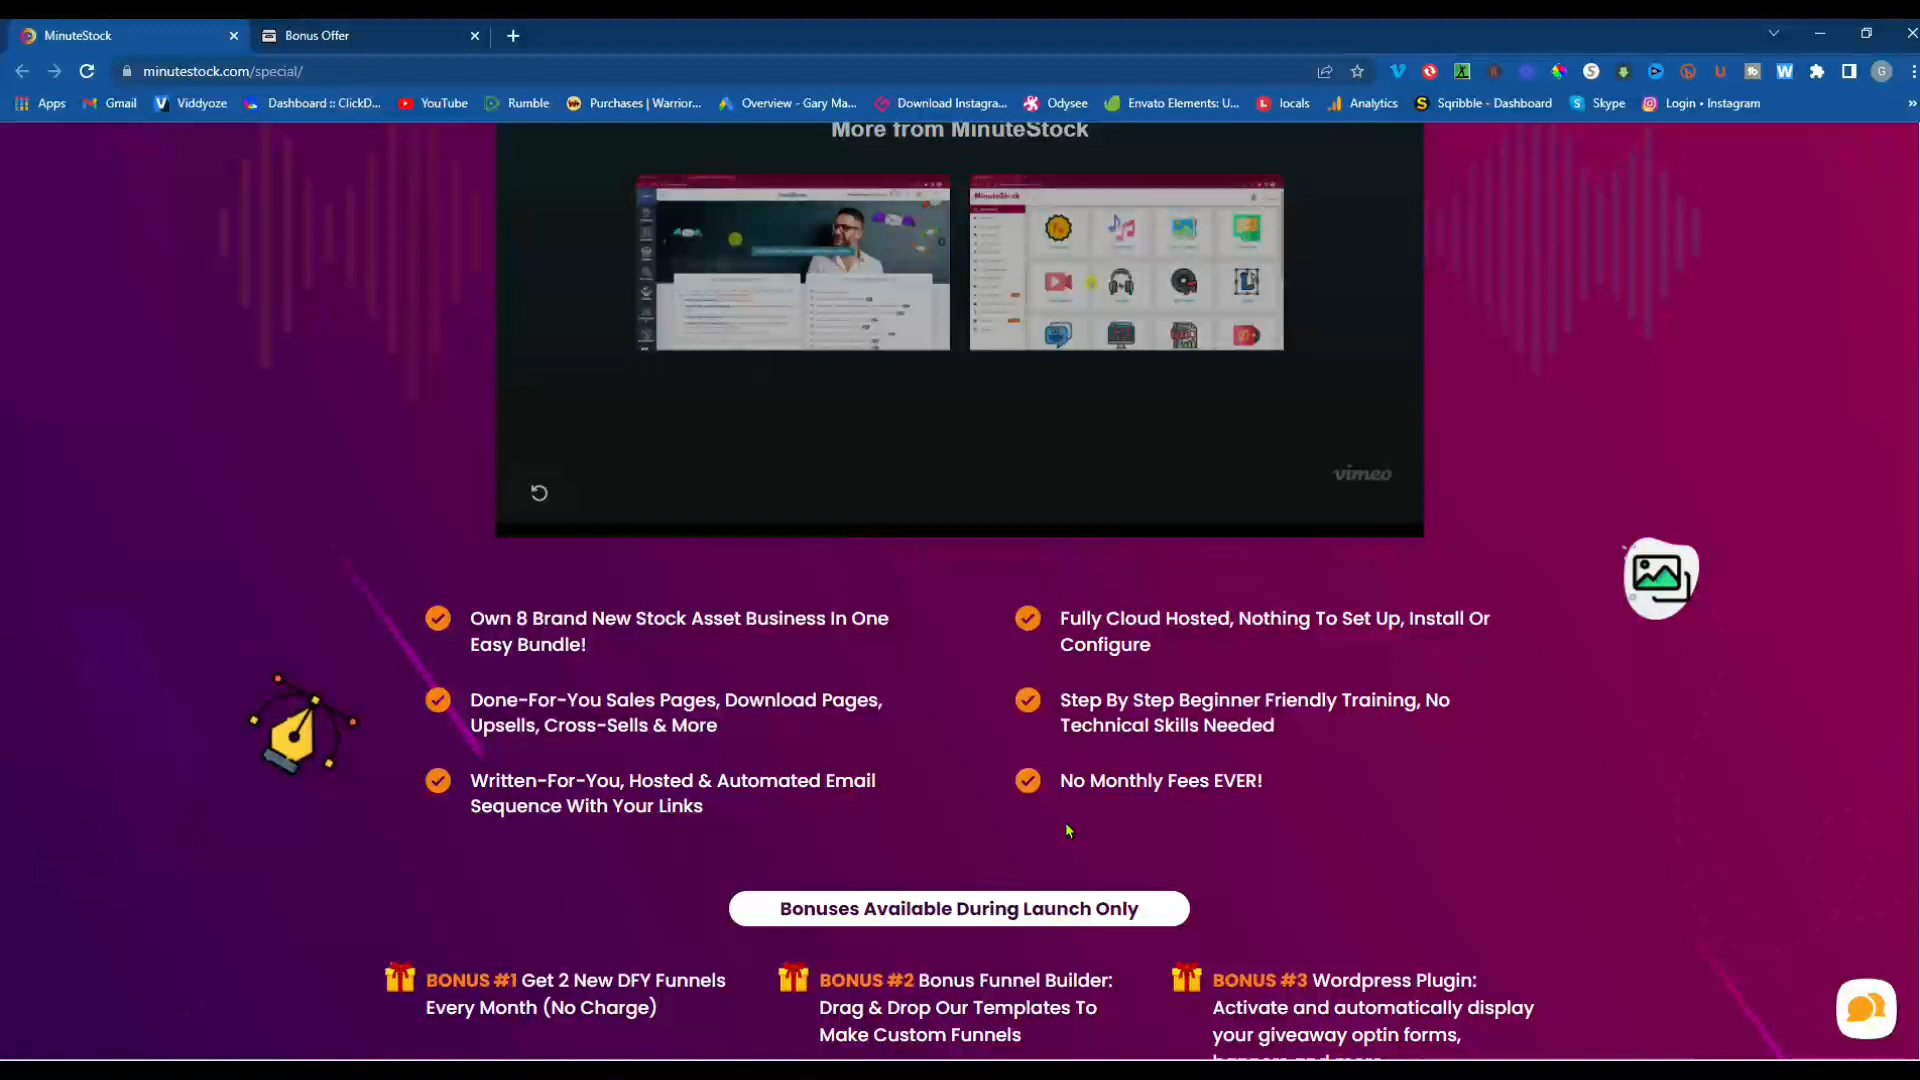 MinuteStock
Bonus Offer
minutestock.com/special/
Apps
Gmail
Viddyoze
Dashboard :: ClickD...
YouTube
Rumble
Purchases | Warrior...
Overview - Gary Ma...
Download Instagra...
Odysee
Envato Elements: U...
locals
Analytics
Sqribble - Dashboard
Skype
Login • Instagram
More from MinuteStock
MinuteStock
vimeo
Own 8 Brand New Stock Asset Business In One
Easy Bundle!
Fully Cloud Hosted, Nothing To Set Up, Install Or
Configure
Done-For-You Sales Pages, Download Pages,
Upsells, Cross-Sells & More
Step By Step Beginner Friendly Training, No
Technical Skills Needed
Written-For-You, Hosted & Automated Email
Sequence With Your Links
No Monthly Fees EVER!
Bonuses Available During Launch Only
BONUS #1 Get 2 New DFY Funnels
Every Month (No Charge)
BONUS #2 Bonus Funnel Builder:
Drag & Drop Our Templates To
Make Custom Funnels
BONUS #3 Wordpress Plugin:
Activate and automatically display
your giveaway optin forms,